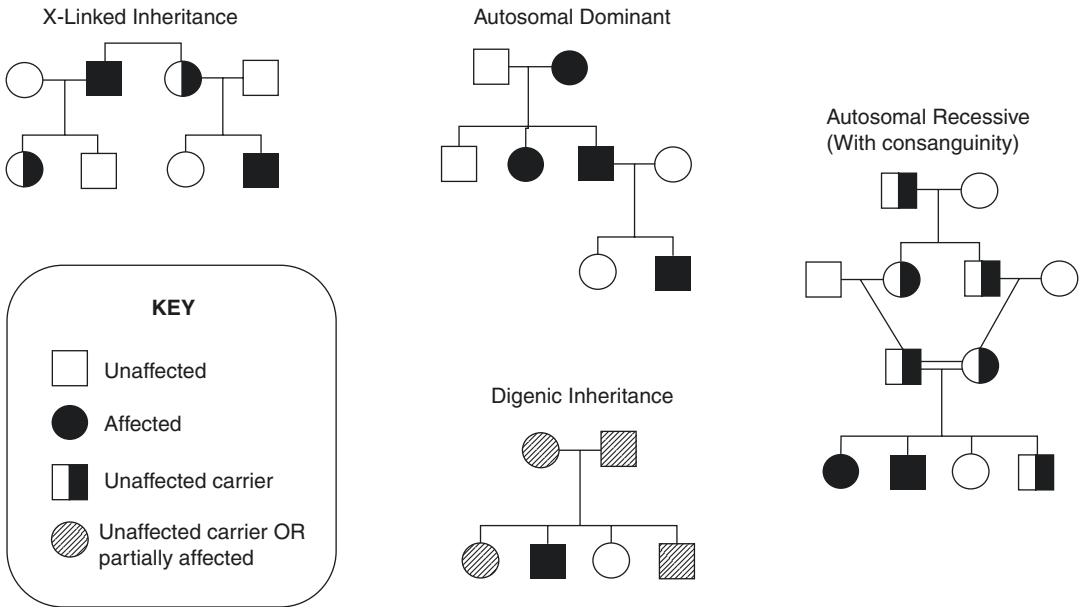 X-Linked Inheritance
Autosomal Dominant
Autosomal Recessive
(With consanguinity)
KEY
Unaffected
Affected
Unaffected carrier
Unaffected carrier OR
partially affected
Digenic Inheritance